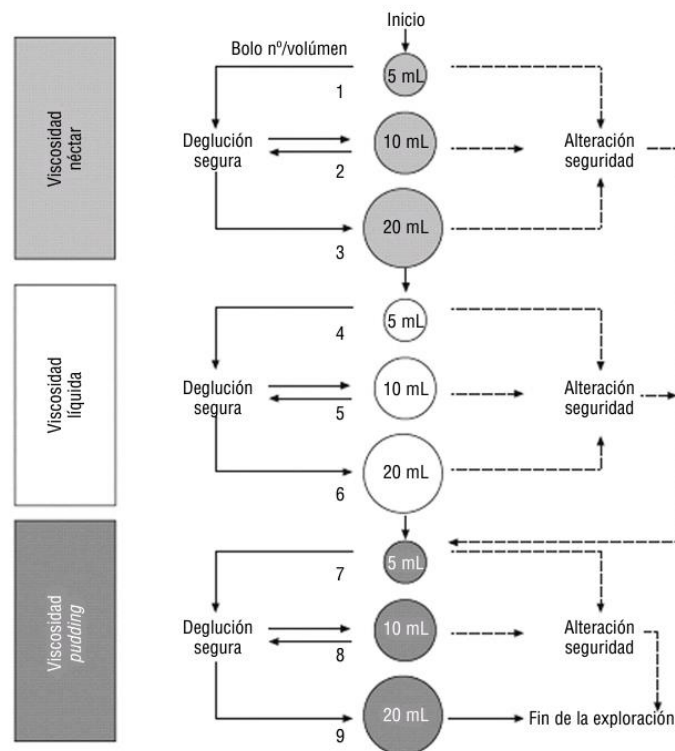 Inicio
Bolo nº/volúmen
5 mL
1
Viscosidad
néctar
Deglución
segura
10 mL
2
Alteración
seguridad
20 mL
3
5 mL
4
Viscosidad
líquida
Deglución
segura
10 mL
5
Alteración
seguridad
20 mL
6
5 mL
7
Viscosidad
pudding
Deglución
segura
10 mL
8
Alteración
seguridad
20 mL
9
Fin de la exploración